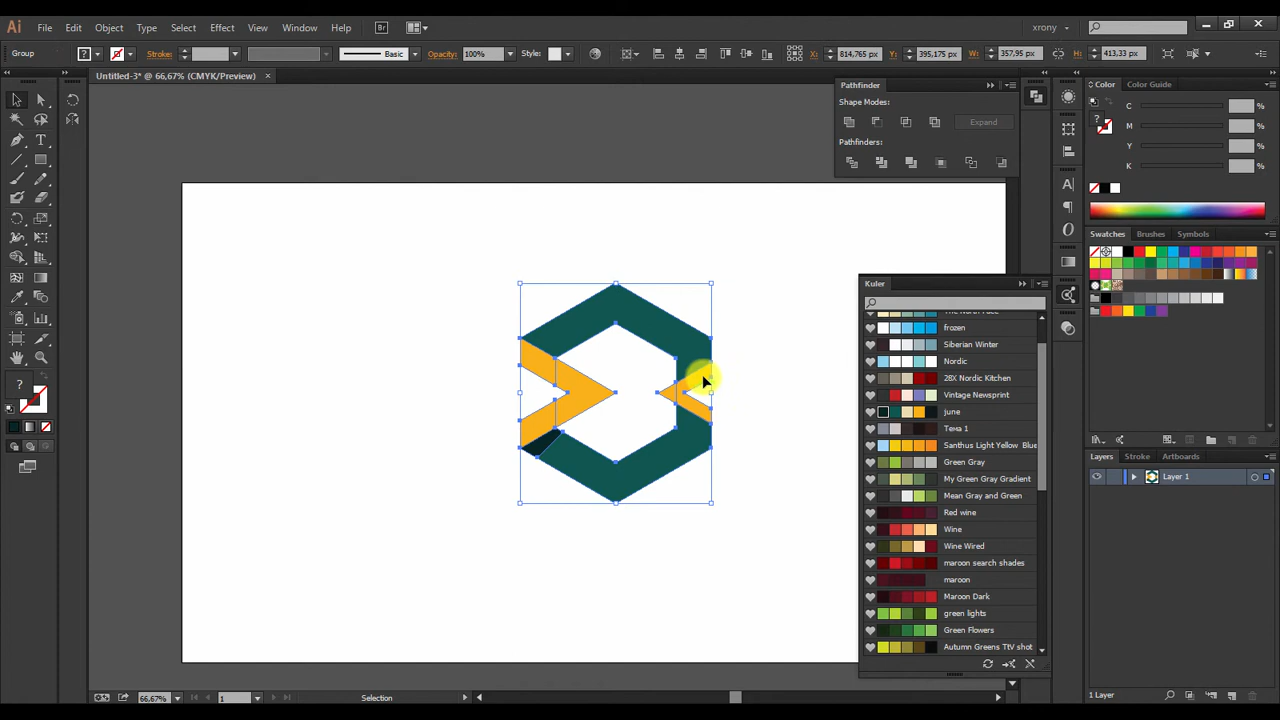 Ai File Edit Object Type Select Effect View Window Help Br xrony
Group ? Stroke: Basic Opacity: 100% Style: X: 814,765 px Y: 395,175 px W: 357,95 px H: 413,33 px
Untitled-3* @ 66,67% (CMYK/Preview) ×
Pathfinder
Shape Modes:
Expand
Pathfinders:
Color Color Guide
C %
M %
Y %
K %
Swatches Brushes Symbols
Kuler
frozen
Siberian Winter
Nordic
28X Nordic Kitchen
Vintage Newsprint
june
Тема 1
Santhus Light Yellow Blue
Green Gray
My Green Gray Gradient
Mean Gray and Green
Red wine
Wine
Wine Wired
maroon search shades
maroon
Maroon Dark
green lights
Green Flowers
Autumn Greens TtV shot
Layers Stroke Artboards
Layer 1
1 Layer
66,67% 1 Selection